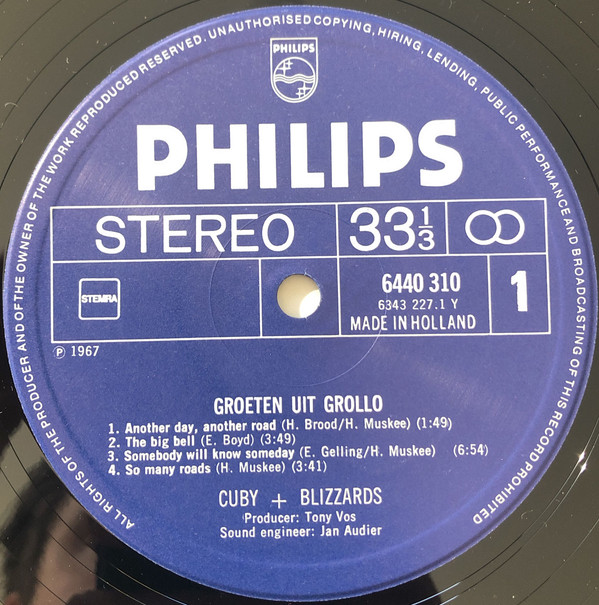 ALL RIGHTS OF THE PRODUCER AND OF THE OWNER OF THE WORK REPRODUCED RESERVED. UNAUTHORISED COPYING, HIRING, LENDING, PUBLIC PERFORMANCE AND BROADCASTING OF THIS RECORD PROHIBITED
PHILIPS
PHILIPS
STEREO 33⅓
STEMRA
6440 310
6343 227.1 Y
MADE IN HOLLAND
1
Ⓟ 1967
GROETEN UIT GROLLO
1. Another day, another road (H. Brood/H. Muskee) (1:49)
2. The big bell (E. Boyd) (3:49)
3. Somebody will know someday (E. Gelling/H. Muskee) (6:54)
4. So many roads (H. Muskee) (3:41)
CUBY + BLIZZARDS
Producer: Tony Vos
Sound engineer: Jan Audier